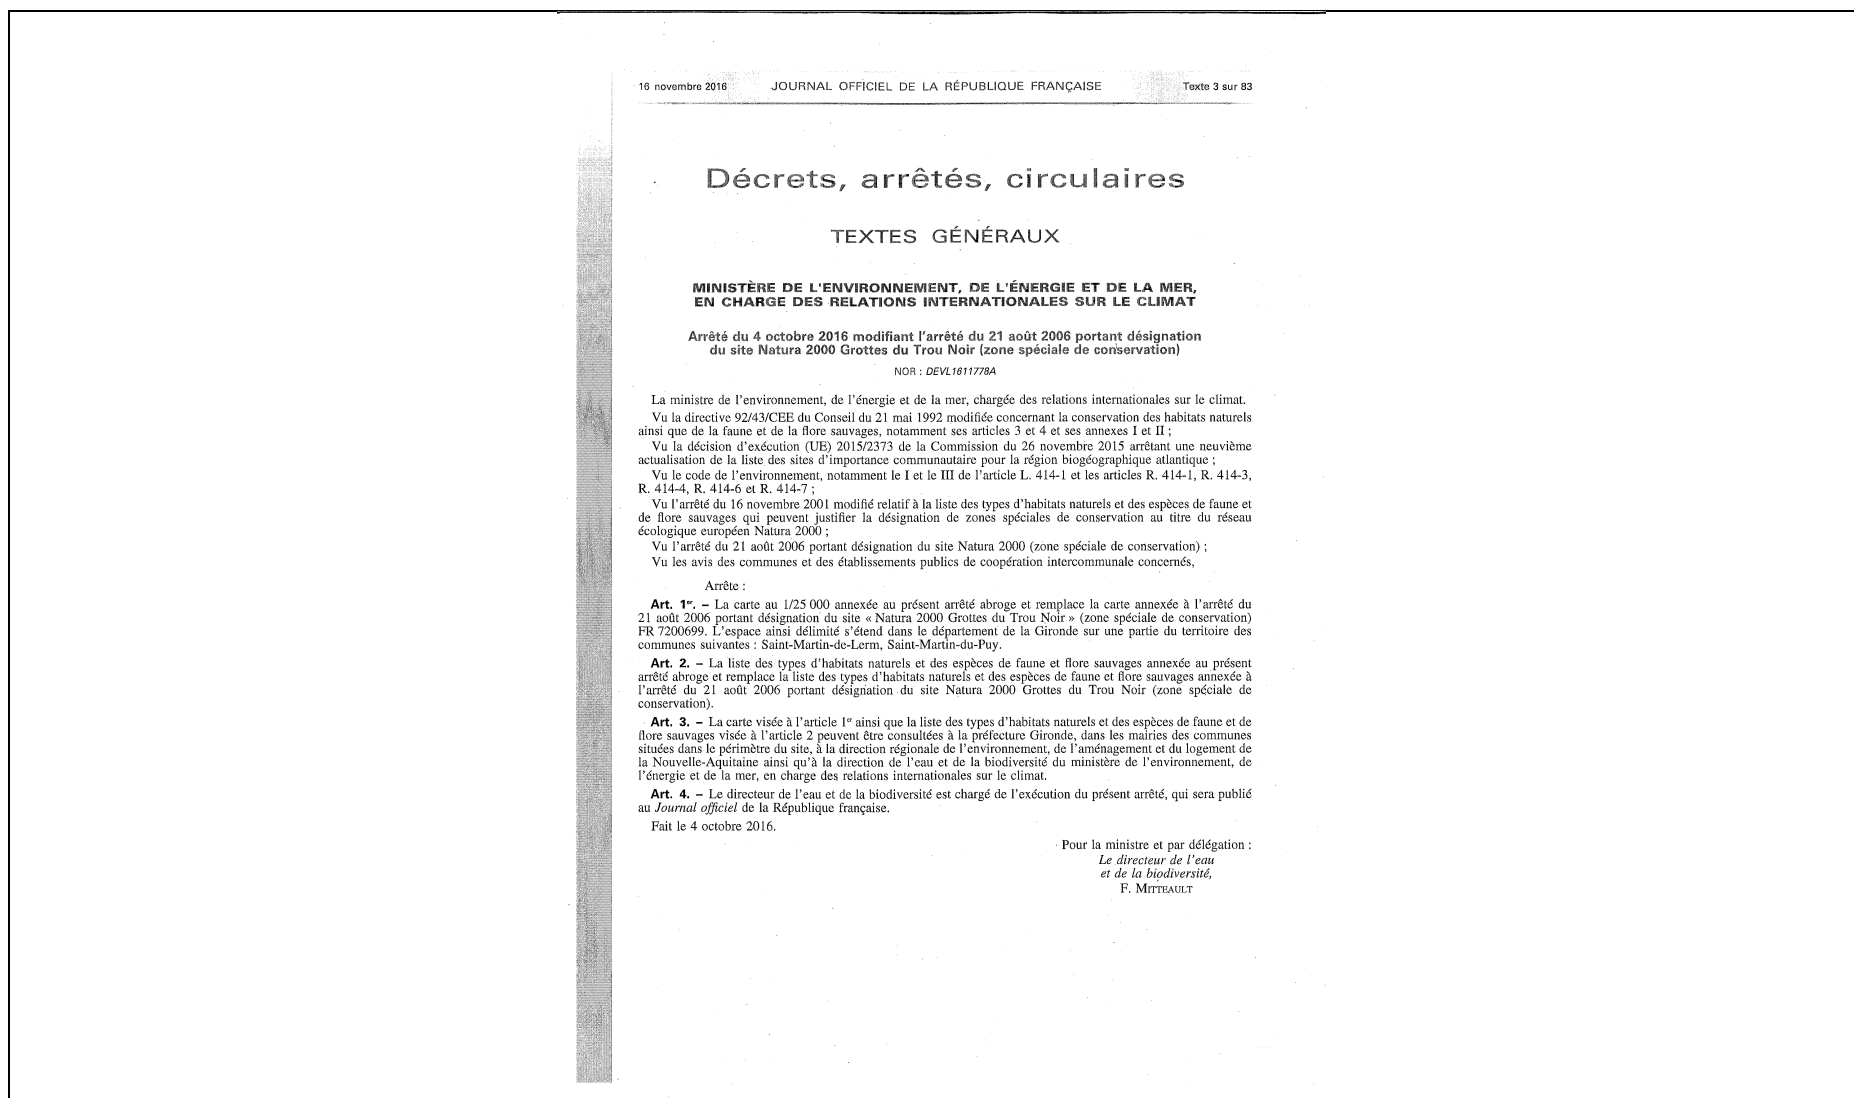 16 novembre 2016 JOURNAL OFFICIEL DE LA RÉPUBLIQUE FRANÇAISE Texte 3 sur 83
Décrets, arrêtés, circulaires
TEXTES GÉNÉRAUX
MINISTÈRE DE L'ENVIRONNEMENT, DE L'ÉNERGIE ET DE LA MER,
EN CHARGE DES RELATIONS INTERNATIONALES SUR LE CLIMAT
Arrêté du 4 octobre 2016 modifiant l'arrêté du 21 août 2006 portant désignation
du site Natura 2000 Grottes du Trou Noir (zone spéciale de conservation)
NOR : DEVL1611778A
La ministre de l'environnement, de l'énergie et de la mer, chargée des relations internationales sur le climat.
Vu la directive 92/43/CEE du Conseil du 21 mai 1992 modifiée concernant la conservation des habitats naturels
ainsi que de la faune et de la flore sauvages, notamment ses articles 3 et 4 et ses annexes I et II ;
Vu la décision d'exécution (UE) 2015/2373 de la Commission du 26 novembre 2015 arrêtant une neuvième
actualisation de la liste des sites d'importance communautaire pour la région biogéographique atlantique ;
Vu le code de l'environnement, notamment le I et le III de l'article L. 414-1 et les articles R. 414-1, R. 414-3,
R. 414-4, R. 414-6 et R. 414-7 ;
Vu l'arrêté du 16 novembre 2001 modifié relatif à la liste des types d'habitats naturels et des espèces de faune et
de flore sauvages qui peuvent justifier la désignation de zones spéciales de conservation au titre du réseau
écologique européen Natura 2000 ;
Vu l'arrêté du 21 août 2006 portant désignation du site Natura 2000 (zone spéciale de conservation) ;
Vu les avis des communes et des établissements publics de coopération intercommunale concernés,
Arrête :
Art. 1er. – La carte au 1/25 000 annexée au présent arrêté abroge et remplace la carte annexée à l'arrêté du
21 août 2006 portant désignation du site « Natura 2000 Grottes du Trou Noir » (zone spéciale de conservation)
FR 7200699. L'espace ainsi délimité s'étend dans le département de la Gironde sur une partie du territoire des
communes suivantes : Saint-Martin-de-Lerm, Saint-Martin-du-Puy.
Art. 2. – La liste des types d'habitats naturels et des espèces de faune et flore sauvages annexée au présent
arrêté abroge et remplace la liste des types d'habitats naturels et des espèces de faune et flore sauvages annexée à
l'arrêté du 21 août 2006 portant désignation du site Natura 2000 Grottes du Trou Noir (zone spéciale de
conservation).
Art. 3. – La carte visée à l'article 1er ainsi que la liste des types d'habitats naturels et des espèces de faune et de
flore sauvages visée à l'article 2 peuvent être consultées à la préfecture Gironde, dans les mairies des communes
situées dans le périmètre du site, à la direction régionale de l'environnement, de l'aménagement et du logement de
la Nouvelle-Aquitaine ainsi qu'à la direction de l'eau et de la biodiversité du ministère de l'environnement, de
l'énergie et de la mer, en charge des relations internationales sur le climat.
Art. 4. – Le directeur de l'eau et de la biodiversité est chargé de l'exécution du présent arrêté, qui sera publié
au Journal officiel de la République française.
Fait le 4 octobre 2016.
Pour la ministre et par délégation :
Le directeur de l'eau
et de la biodiversité,
F. MITTEAULT